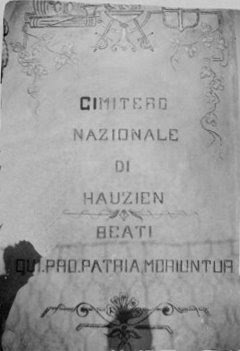 CIMITERO
NAZIONALE
DI
HAUZIEN
BEATI
QUI.PRO.PATRIA.MORIUNTUR